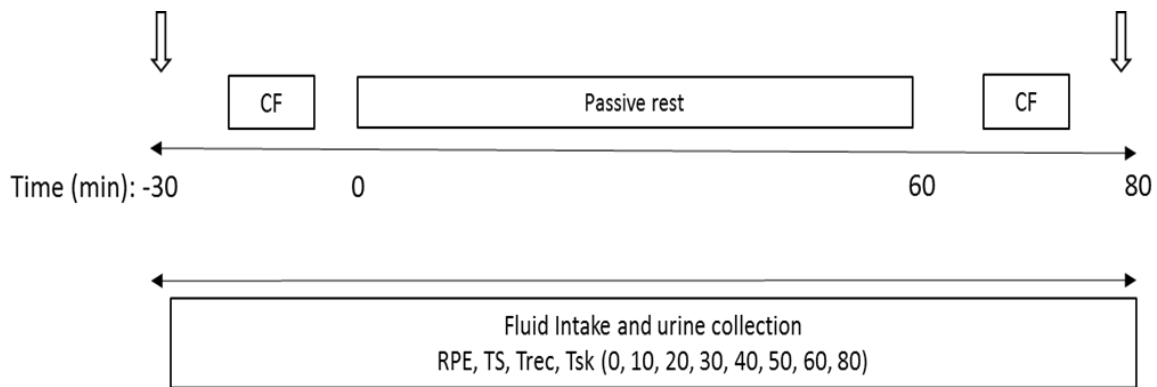 CF Passive rest CF
Time (min): -30 0 60 80
Fluid Intake and urine collection
RPE, TS, Trec, Tsk (0, 10, 20, 30, 40, 50, 60, 80)